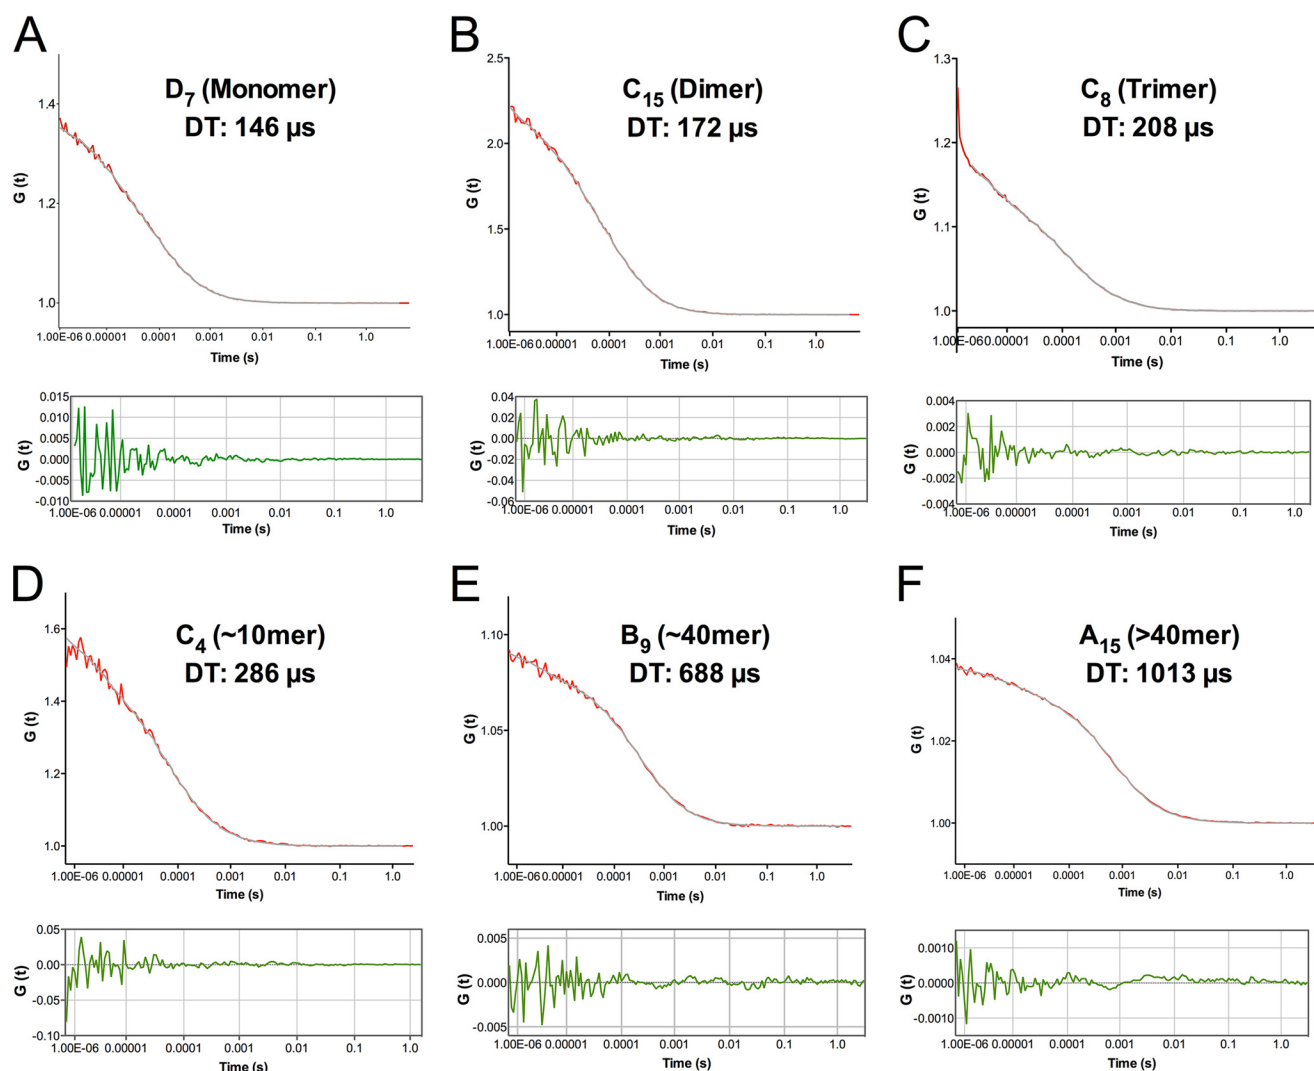 A
D7 (Monomer)
DT: 146 µs
G (t)
1.4
1.2
1.0
1.00E-06 0.00001 0.0001 0.001 0.01 0.1 1.0
Time (s)
G (t)
0.015
0.010
0.005
0.000
-0.005
-0.010
1.00E-06 0.00001 0.0001 0.001 0.01 0.1 1.0
Time (s)
B
C15 (Dimer)
DT: 172 µs
G (t)
2.5
2.0
1.5
1.0
1.00E-06 0.00001 0.0001 0.001 0.01 0.1 1.0
Time (s)
G (t)
0.04
0.02
0.00
-0.02
-0.04
-0.06
1.00E-06 0.00001 0.0001 0.001 0.01 0.1 1.0
Time (s)
C
C8 (Trimer)
DT: 208 µs
G (t)
1.3
1.2
1.1
1.0
1.00E-06 0.00001 0.0001 0.001 0.01 0.1 1.0
Time (s)
G (t)
0.004
0.002
0.000
-0.002
-0.004
1.00E-06 0.00001 0.0001 0.001 0.01 0.1 1.0
Time (s)
D
C4 (~10mer)
DT: 286 µs
G (t)
1.6
1.4
1.2
1.0
1.00E-06 0.00001 0.0001 0.001 0.01 0.1 1.0
Time (s)
G (t)
0.05
0.00
-0.05
-0.10
1.00E-06 0.00001 0.0001 0.001 0.01 0.1 1.0
Time (s)
E
B9 (~40mer)
DT: 688 µs
G (t)
1.10
1.05
1.00
1.00E-06 0.00001 0.0001 0.001 0.01 0.1 1.0
Time (s)
G (t)
0.005
0.000
-0.005
1.00E-06 0.00001 0.0001 0.001 0.01 0.1 1.0
Time (s)
F
A15 (>40mer)
DT: 1013 µs
G (t)
1.04
1.02
1.00
1.00E-06 0.00001 0.0001 0.001 0.01 0.1 1.0
Time (s)
G (t)
0.0010
0.0000
-0.0010
1.00E-06 0.00001 0.0001 0.001 0.01 0.1 1.0
Time (s)